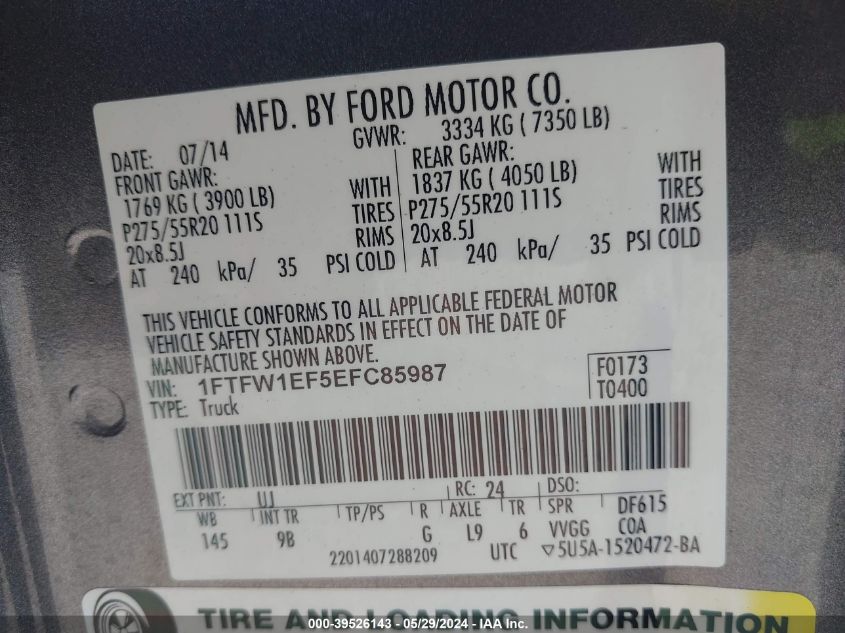 MFD. BY FORD MOTOR CO.
DATE: 07/14 GVWR: 3334 KG ( 7350 LB)
FRONT GAWR: REAR GAWR:
1769 KG ( 3900 LB) WITH 1837 KG ( 4050 LB) WITH
P275/55R20 111S TIRES P275/55R20 111S TIRES
20x8.5J RIMS 20x8.5J RIMS
AT 240 kPa/ 35 PSI COLD AT 240 kPa/ 35 PSI COLD
THIS VEHICLE CONFORMS TO ALL APPLICABLE FEDERAL MOTOR
VEHICLE SAFETY STANDARDS IN EFFECT ON THE DATE OF
MANUFACTURE SHOWN ABOVE.
VIN: 1FTFW1EF5EFC85987 F0173
TYPE: Truck T0400
EXT PNT: UJ RC: 24 DSO:
WB INT TR TP/PS R AXLE TR SPR DF615
145 9B G L9 6 VVGG COA
2201407288209 UTC ▽5U5A-1520472-BA
TIRE AND LOADING INFORMATION
000-39526143 - 05/29/2024 - IAA Inc.